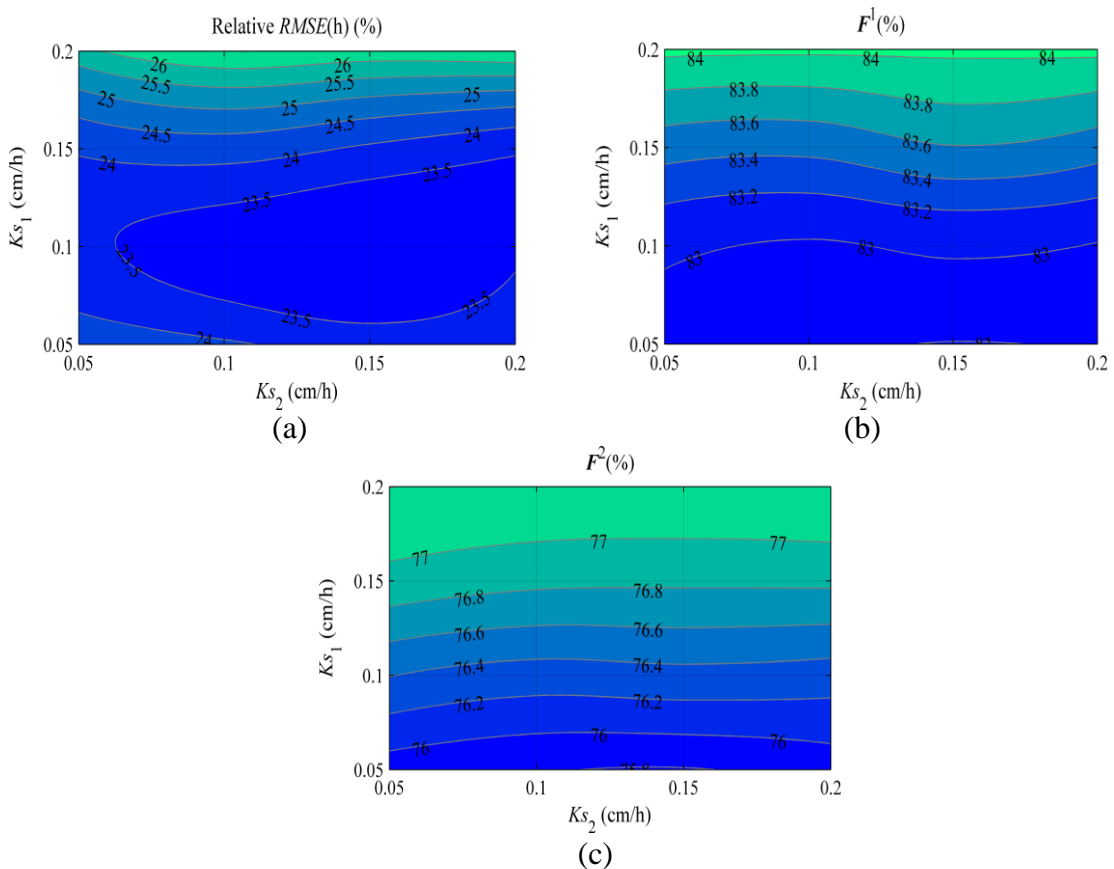 Relative RMSE(h) (%)
0.2
26 26
25.5 25.5
25 25
24.5 24.5
24 24 24
0.15
23.5
23.5
Ks1 (cm/h)
0.1
23.5
23.5 23.5
24
0.05
0.05 0.1 0.15 0.2
Ks2 (cm/h)
(a)
F1(%)
0.2
84 84 84
83.8 83.8
83.6 83.6
0.15
83.4 83.4
83.2 83.2
Ks1 (cm/h)
0.1
83 83 83
0.05
0.05 0.1 0.15 0.2
Ks2 (cm/h)
(b)
F2(%)
0.2
77 77 77
0.15
76.8 76.8
76.6 76.6
Ks1 (cm/h)
76.4 76.4
0.1
76.2 76.2
76 76 76
0.05
0.05 0.1 0.15 0.2
Ks2 (cm/h)
(c)